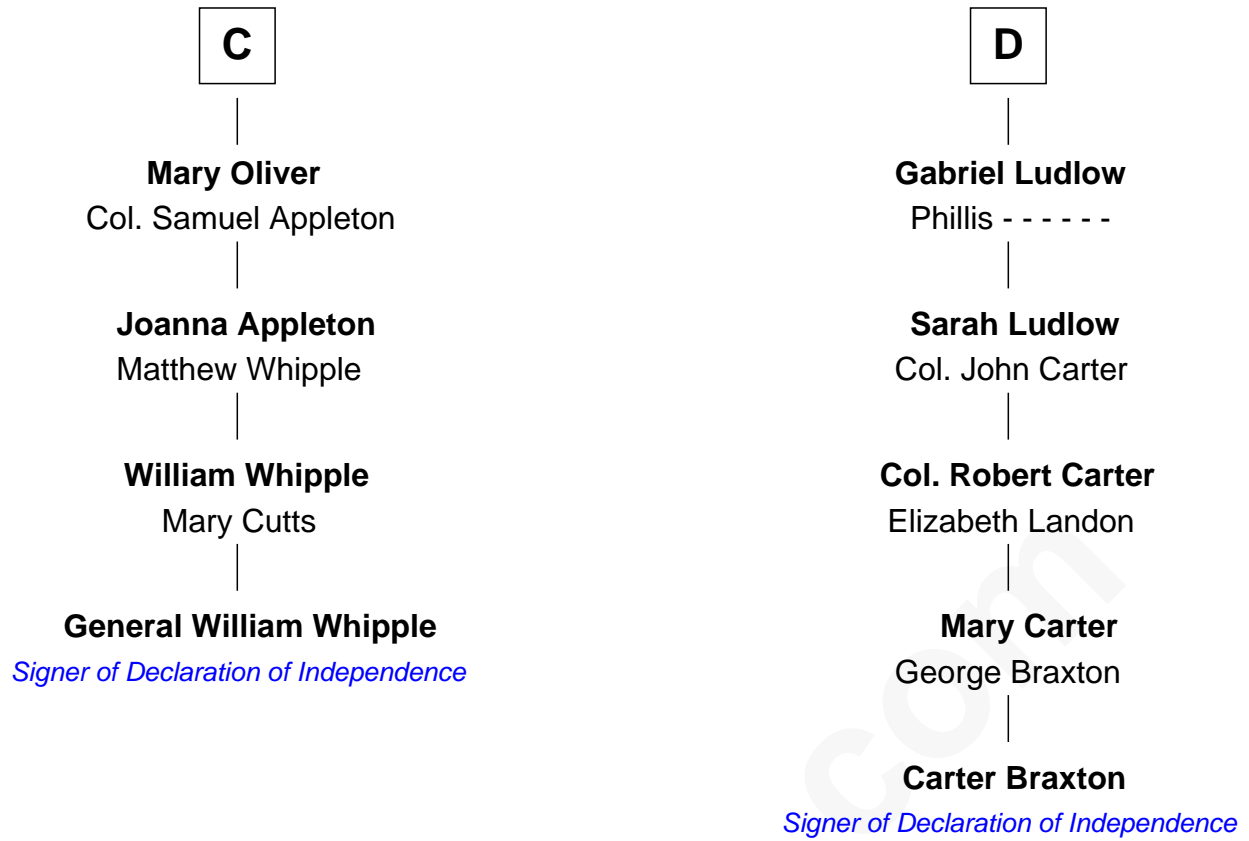 C
Mary Oliver
Col. Samuel Appleton
Joanna Appleton
Matthew Whipple
William Whipple
Mary Cutts
General William Whipple
Signer of Declaration of Independence
D
Gabriel Ludlow
Phillis - - - - - -
Sarah Ludlow
Col. John Carter
Col. Robert Carter
Elizabeth Landon
Mary Carter
George Braxton
Carter Braxton
Signer of Declaration of Independence
com